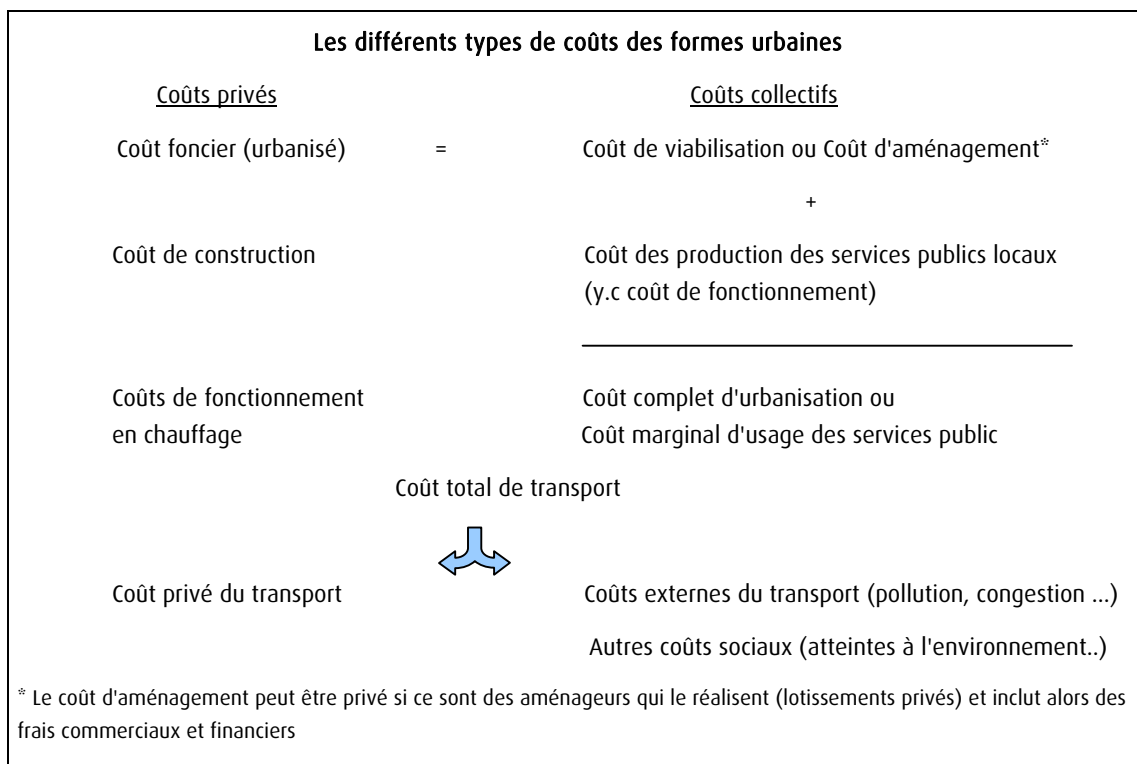 Les différents types de coûts des formes urbaines
Coûts privés Coûts collectifs
Coût foncier (urbanisé) = Coût de viabilisation ou Coût d'aménagement*
+
Coût de construction Coût des production des services publics locaux
(y.c coût de fonctionnement)
Coûts de fonctionnement Coût complet d'urbanisation ou
en chauffage Coût marginal d'usage des services public
Coût total de transport
Coût privé du transport Coûts externes du transport (pollution, congestion ...)
Autres coûts sociaux (atteintes à l'environnement..)
* Le coût d'aménagement peut être privé si ce sont des aménageurs qui le réalisent (lotissements privés) et inclut alors des
frais commerciaux et financiers